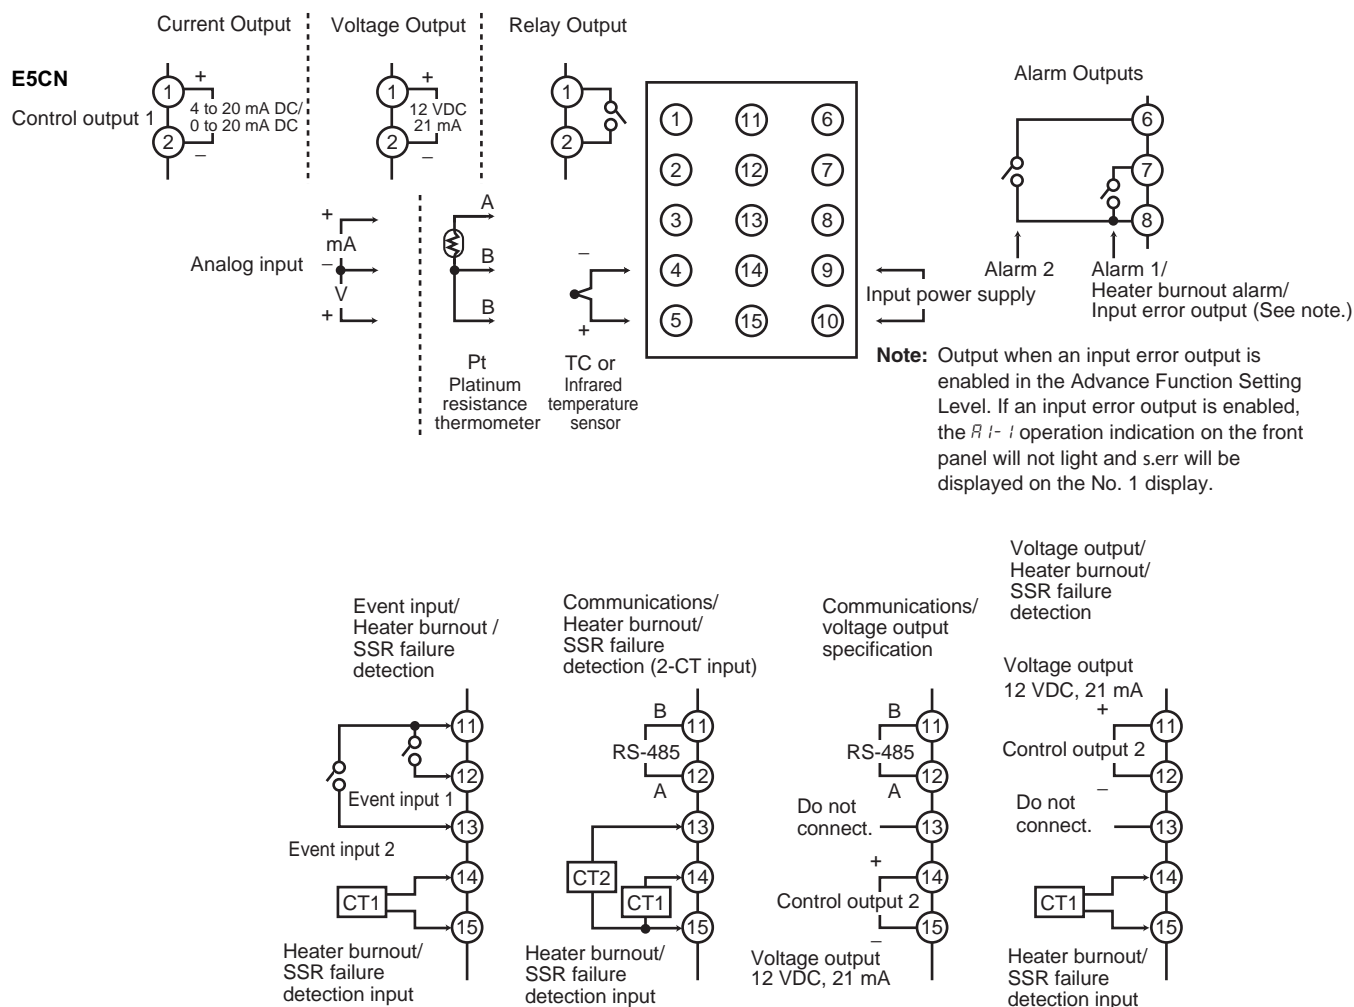 Current Output
Voltage Output
Relay Output
E5CN
Control output 1
1
+
4 to 20 mA DC/
0 to 20 mA DC
2
–
1
+
12 VDC
21 mA
2
–
1
2
1 11 6
2 12 7
3 13 8
4 14 9
5 15 10
Alarm Outputs
6
7
8
Alarm 2
Alarm 1/
Heater burnout alarm/
Input error output (See note.)
Input power supply
Analog input
+
mA
–
V
+
A
B
B
Pt
Platinum
resistance
thermometer
–
+
TC or
Infrared
temperature
sensor
Note: Output when an input error output is
enabled in the Advance Function Setting
Level. If an input error output is enabled,
the A1-1 operation indication on the front
panel will not light and s.err will be
displayed on the No. 1 display.
Event input/
Heater burnout /
SSR failure
detection
11
12
Event input 1
13
Event input 2
14
CT1
15
Heater burnout/
SSR failure
detection input
Communications/
Heater burnout/
SSR failure
detection (2-CT input)
B
11
RS-485
12
A
13
CT2
14
CT1
15
Heater burnout/
SSR failure
detection input
Communications/
voltage output
specification
B
11
RS-485
12
A
Do not
connect.
13
+
14
Control output 2
15
–
Voltage output
12 VDC, 21 mA
Voltage output/
Heater burnout/
SSR failure
detection
Voltage output
12 VDC, 21 mA
+
11
Control output 2
12
–
Do not
connect.
13
14
CT1
15
Heater burnout/
SSR failure
detection input